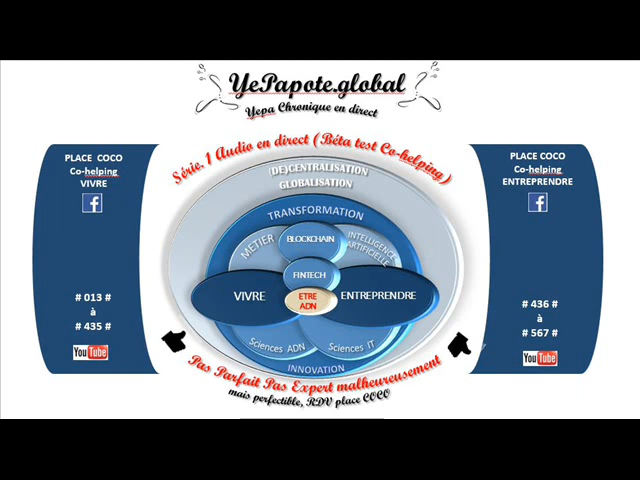 YePapote.global
Yepa Chronique en direct
Série, 1 Audio en direct (Béta test Co-helping)
PLACE COCO
Co-helping
VIVRE
# 013 #
à
# 435 #
YouTube
(DE)CENTRALISATION
GLOBALISATION
TRANSFORMATION
METIER
BLOCKCHAIN
INTELLIGENCE
ARTIFICIELLE
FINTECH
VIVRE
ETRE
ADN
ENTREPRENDRE
Sciences ADN
Sciences IT
INNOVATION
Pas Parfait Pas Expert malheureusement
mais perfectible, RDV place COCO
PLACE COCO
Co-helping
ENTREPRENDRE
# 436 #
à
# 567 #
YouTube